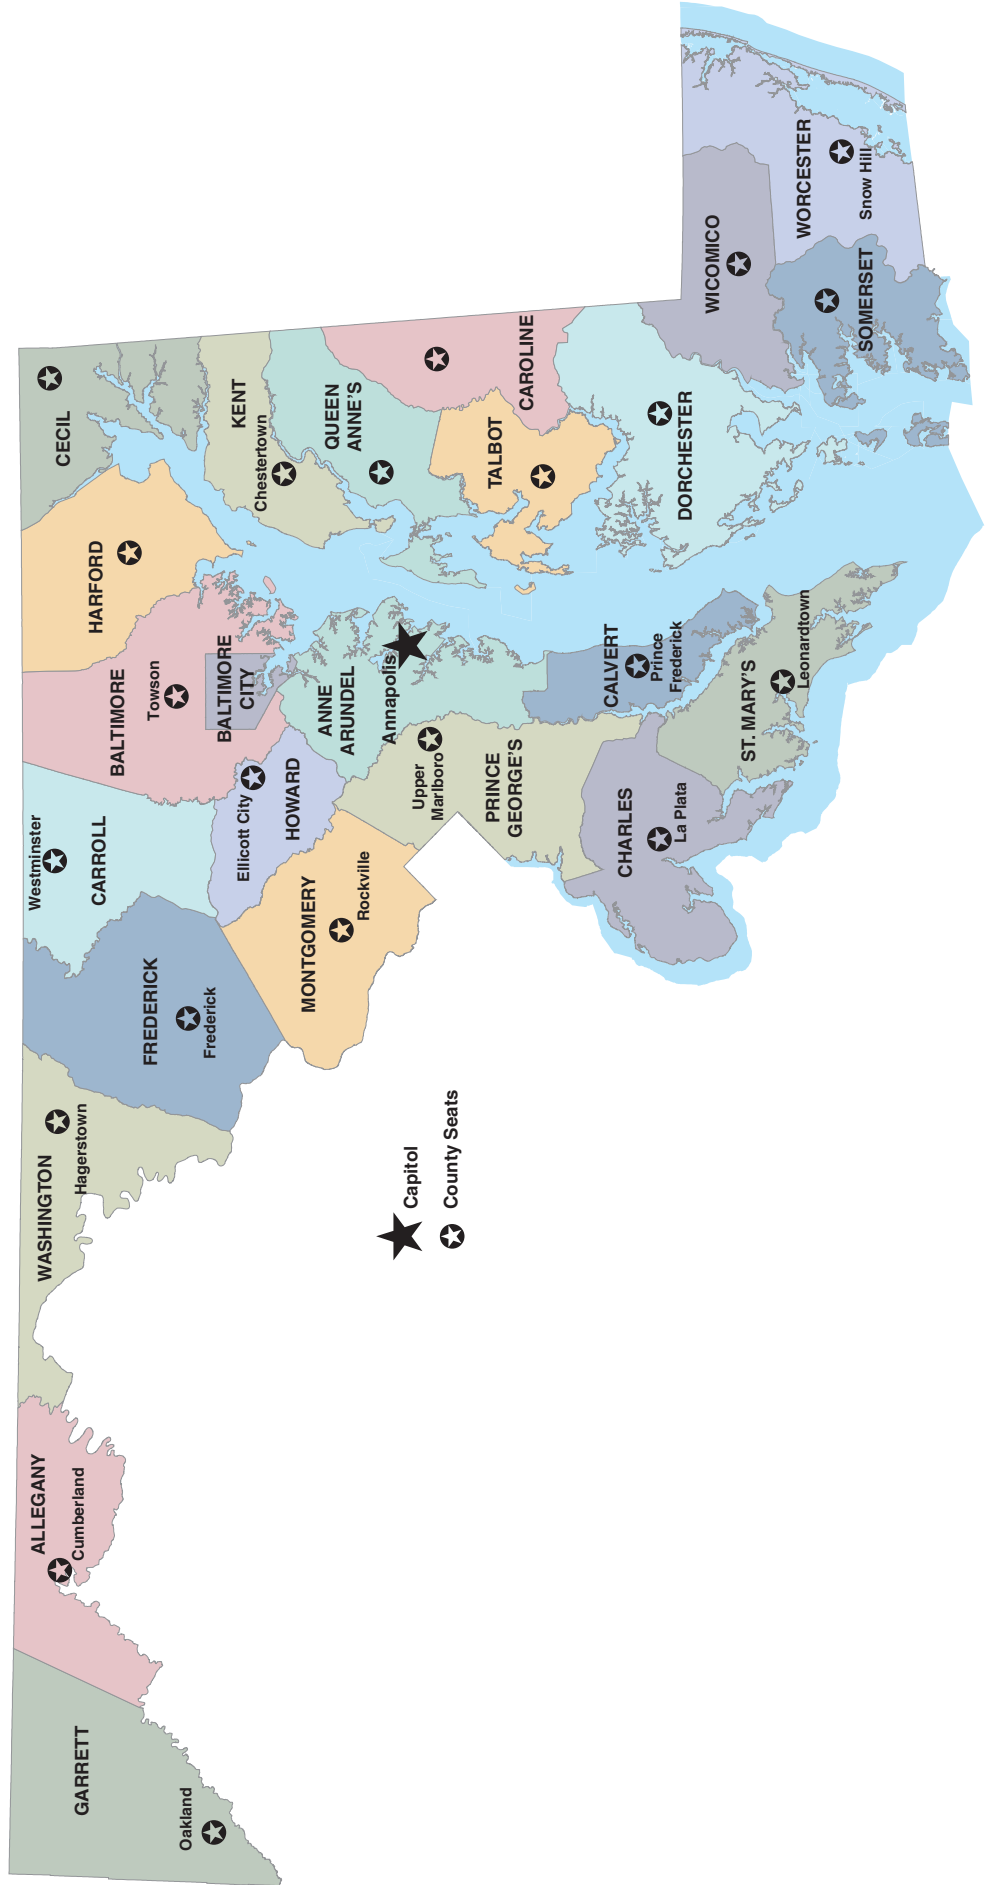 GARRETT
Oakland
ALLEGANY
Cumberland
WASHINGTON
Hagerstown
FREDERICK
Frederick
Westminster
CARROLL
MONTGOMERY
Rockville
Ellicott City
HOWARD
BALTIMORE
Towson
BALTIMORE
CITY
HARFORD
CECIL
KENT
Chestertown
QUEEN
ANNE'S
ANNE
ARUNDEL
Annapolis
Upper
Marlboro
PRINCE
GEORGE'S
CHARLES
La Plata
CALVERT
Prince
Frederick
ST. MARY'S
Leonardtown
TALBOT
CAROLINE
DORCHESTER
WICOMICO
WORCESTER
Snow Hill
SOMERSET
Capitol
County Seats